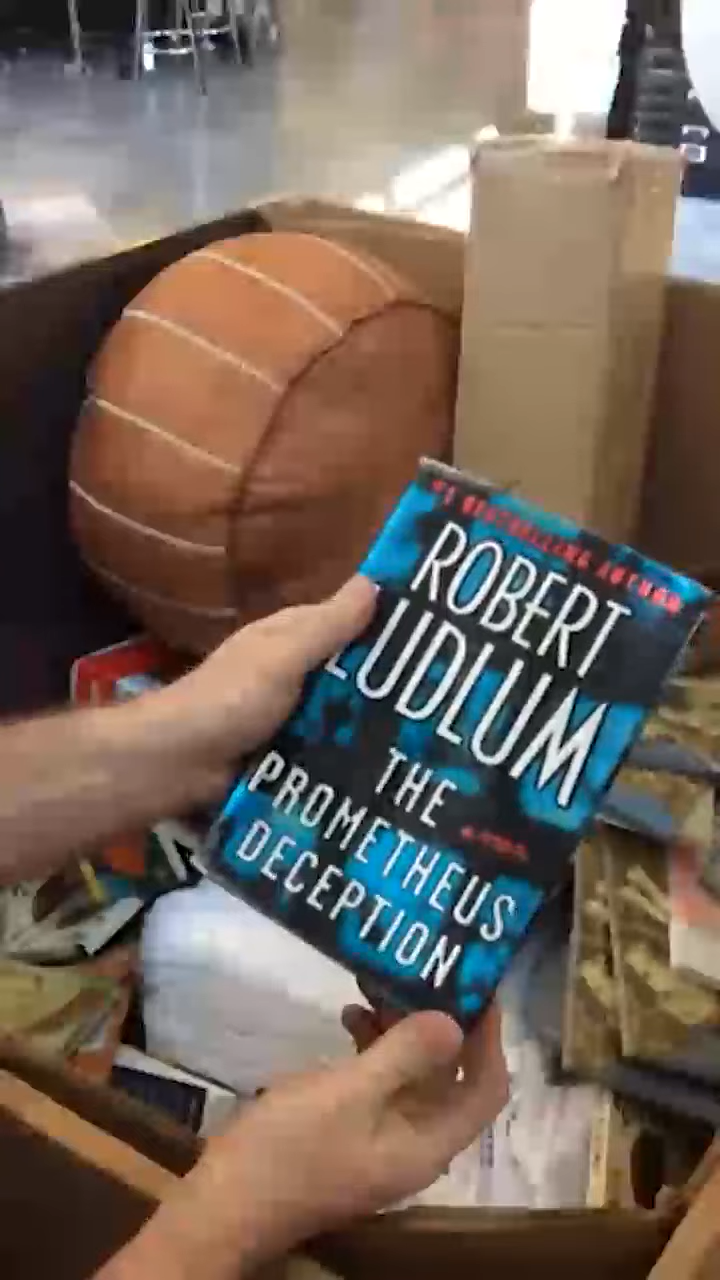 #1 BESTSELLING AUTHOR
ROBERT
LUDLUM
THE
PROMETHEUS
DECEPTION